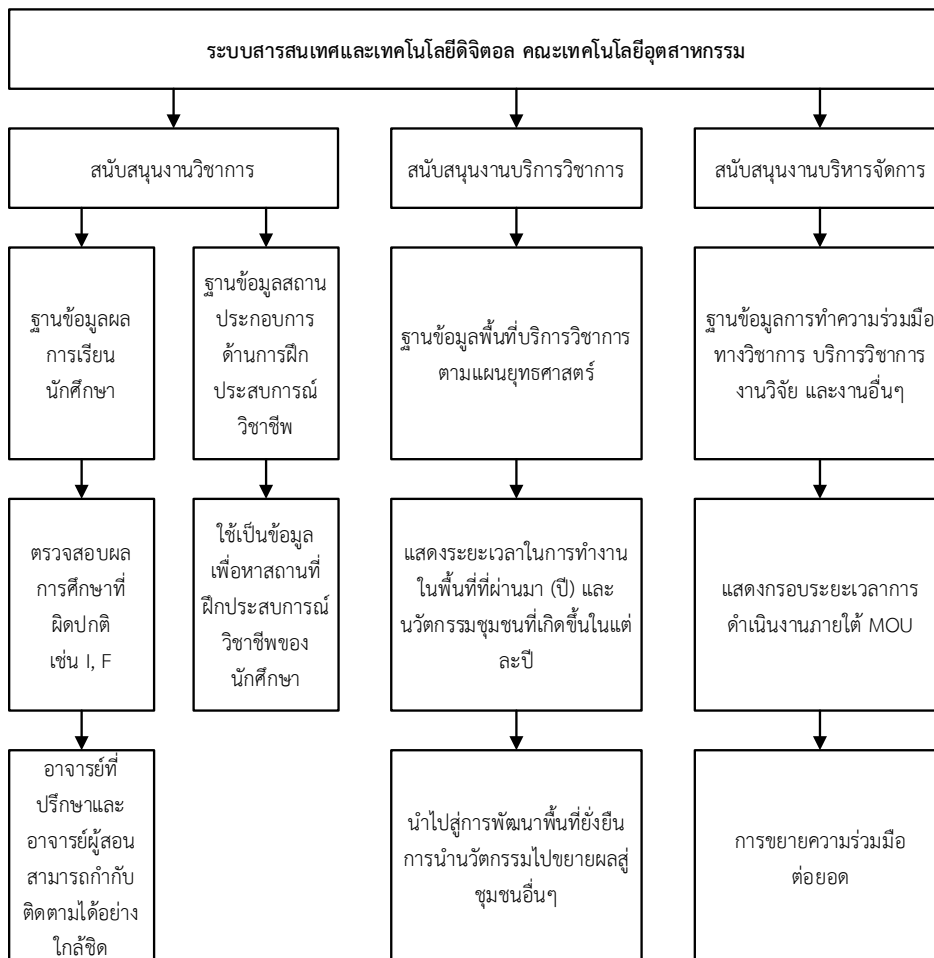 ระบบสารสนเทศและเทคโนโลยีดิจิตอล คณะเทคโนโลยีอุตสาหกรรม
สนับสนุนงานวิชาการ
สนับสนุนงานบริการวิชาการ
สนับสนุนงานบริหารจัดการ
ฐานข้อมูลผล
การเรียน
นักศึกษา
ฐานข้อมูลสถาน
ประกอบการ
ด้านการฝึก
ประสบการณ์
วิชาชีพ
ฐานข้อมูลพื้นที่บริการวิชาการ
ตามแผนยุทธศาสตร์
ฐานข้อมูลการทำความร่วมมือ
ทางวิชาการ บริการวิชาการ
งานวิจัย และงานอื่นๆ
ตรวจสอบผล
การศึกษาที่
ผิดปกติ
เช่น I, F
ใช้เป็นข้อมูล
เพื่อหาสถานที่
ฝึกประสบการณ์
วิชาชีพของ
นักศึกษา
แสดงระยะเวลาในการทำงาน
ในพื้นที่ที่ผ่านมา (ปี) และ
นวัตกรรมชุมชนที่เกิดขึ้นในแต่
ละปี
แสดงกรอบระยะเวลาการ
ดำเนินงานภายใต้ MOU
อาจารย์ที่
ปรึกษาและ
อาจารย์ผู้สอน
สามารถกำกับ
ติดตามได้อย่าง
ใกล้ชิด
นำไปสู่การพัฒนาพื้นที่ยั่งยืน
การนำนวัตกรรมไปขยายผลสู่
ชุมชนอื่นๆ
การขยายความร่วมมือ
ต่อยอด